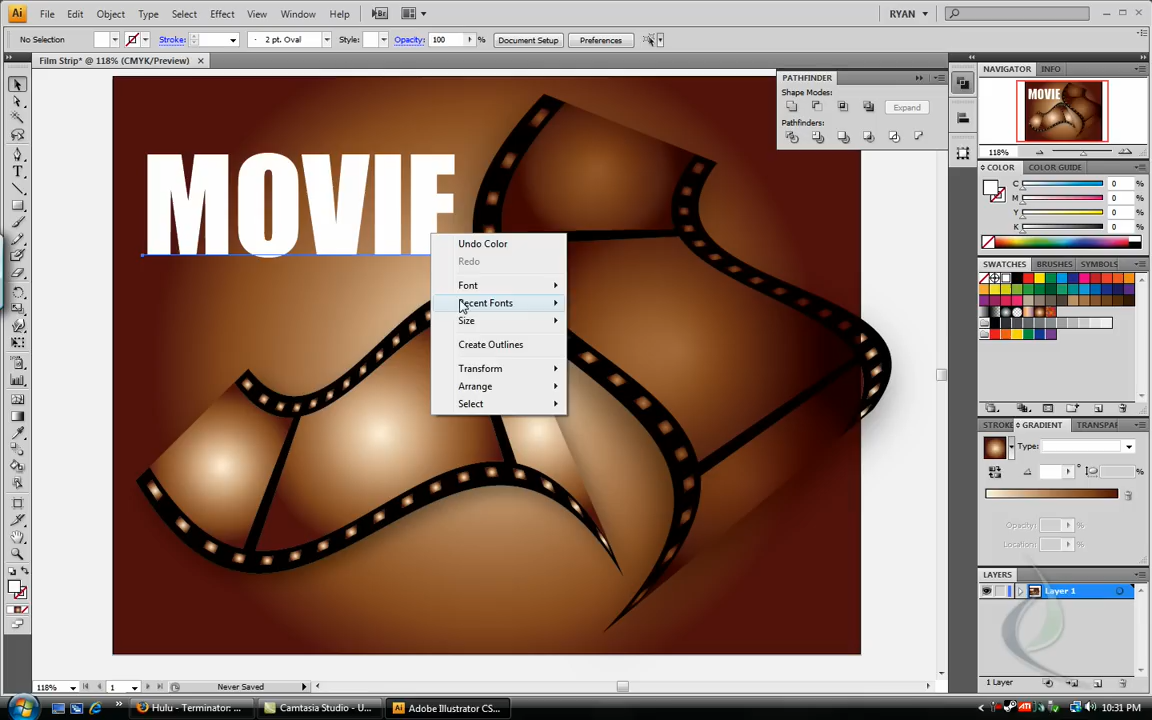 Ai File Edit Object Type Select Effect View Window Help Br RYAN
No Selection Stroke: 2 pt. Oval Style: Opacity: 100 % Document Setup Preferences
Film Strip* @ 118% (CMYK/Preview) ×
PATHFINDER
Shape Modes:
Expand
Pathfinders:
NAVIGATOR INFO
MOVIE
118%
COLOR COLOR GUIDE
C 0 %
M 0 %
Y 0 %
SWATCHES BRUSHES SYMBOLS
STROKE GRADIENT TRANSPA
Type:
%
Opacity: %
Location: %
LAYERS
Layer 1
1 Layer
MOVIE
Undo Color
Redo
Font
Recent Fonts
Size
Create Outlines
Transform
Arrange
Select
118% 1 Never Saved
Hulu - Terminator: ... Camtasia Studio - U... Ai Adobe Illustrator CS... 10:31 PM